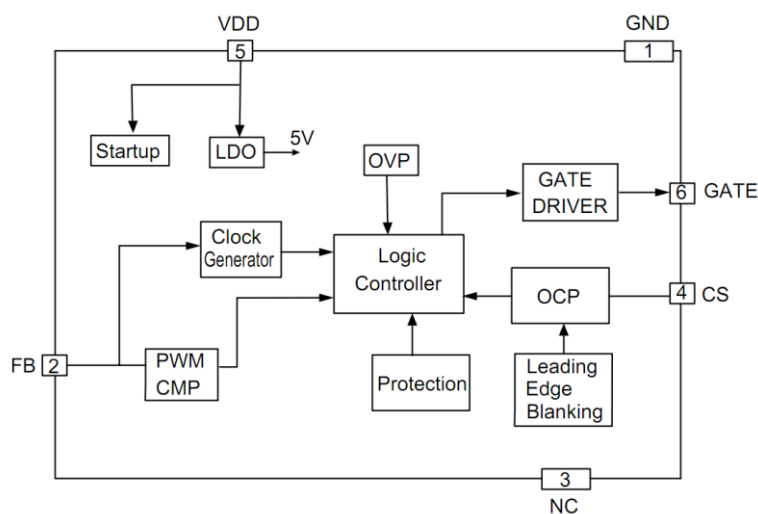 VDD
GND
5
1
Startup
LDO
5V
OVP
GATE
DRIVER
6
GATE
Clock
Generator
Logic
Controller
OCP
4
CS
FB
2
PWM
CMP
Protection
Leading
Edge
Blanking
3
NC